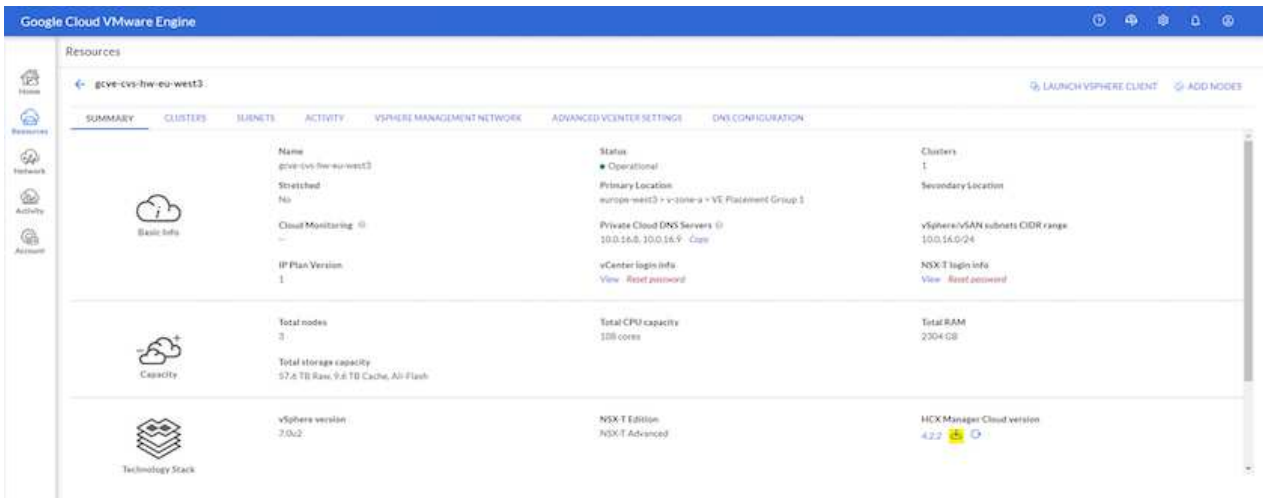 Google Cloud VMware Engine
Resources
Home
gcve-cvs-hw-eu-west3
LAUNCH VSPHERE CLIENT
ADD NODES
Resources
SUMMARY CLUSTERS SUBNETS ACTIVITY VSPHERE MANAGEMENT NETWORK ADVANCED VCENTER SETTINGS DNS CONFIGURATION
Network
Activity
Account
Basic Info
Name Status Clusters
gcve-cvs-hw-eu-west3 Operational 1
Stretched Primary Location Secondary Location
No europe-west3 > v-zone-a > VE Placement Group 1
Cloud Monitoring Private Cloud DNS Servers vSphere/vSAN subnets CIDR range
-- 10.0.16.8, 10.0.16.9 Copy 10.0.16.0/24
IP Plan Version vCenter login info NSX-T login info
1 View Reset password View Reset password
Capacity
Total nodes Total CPU capacity Total RAM
3 108 cores 2304 GB
Total storage capacity
57.6 TB Raw, 9.6 TB Cache, All-Flash
Technology Stack
vSphere version NSX-T Edition HCX Manager Cloud version
7.0u2 NSX-T Advanced 4.2.2